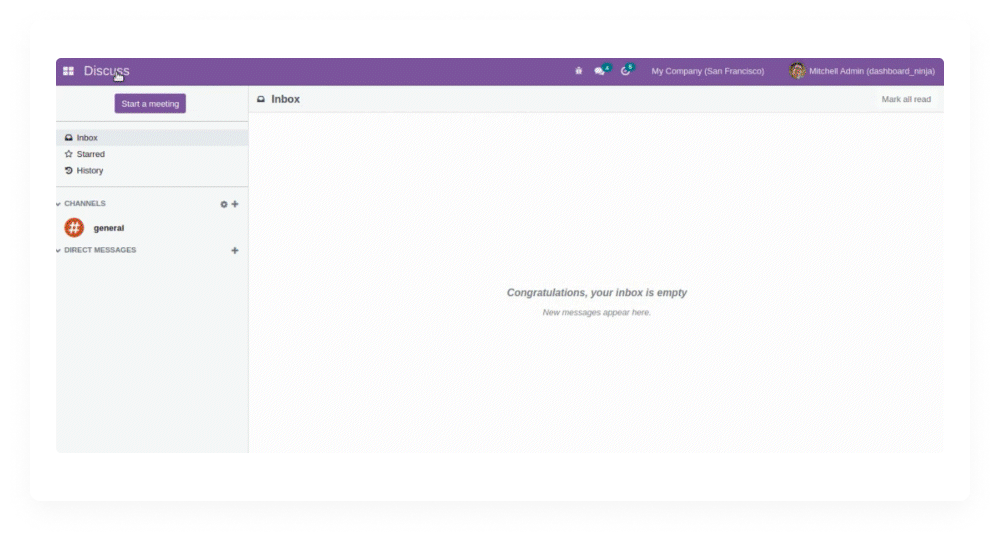 Discuss
4
5
My Company (San Francisco)
Mitchell Admin (dashboard_ninja)
Start a meeting
Inbox
Mark all read
Inbox
Starred
History
CHANNELS
general
DIRECT MESSAGES
Congratulations, your inbox is empty
New messages appear here.